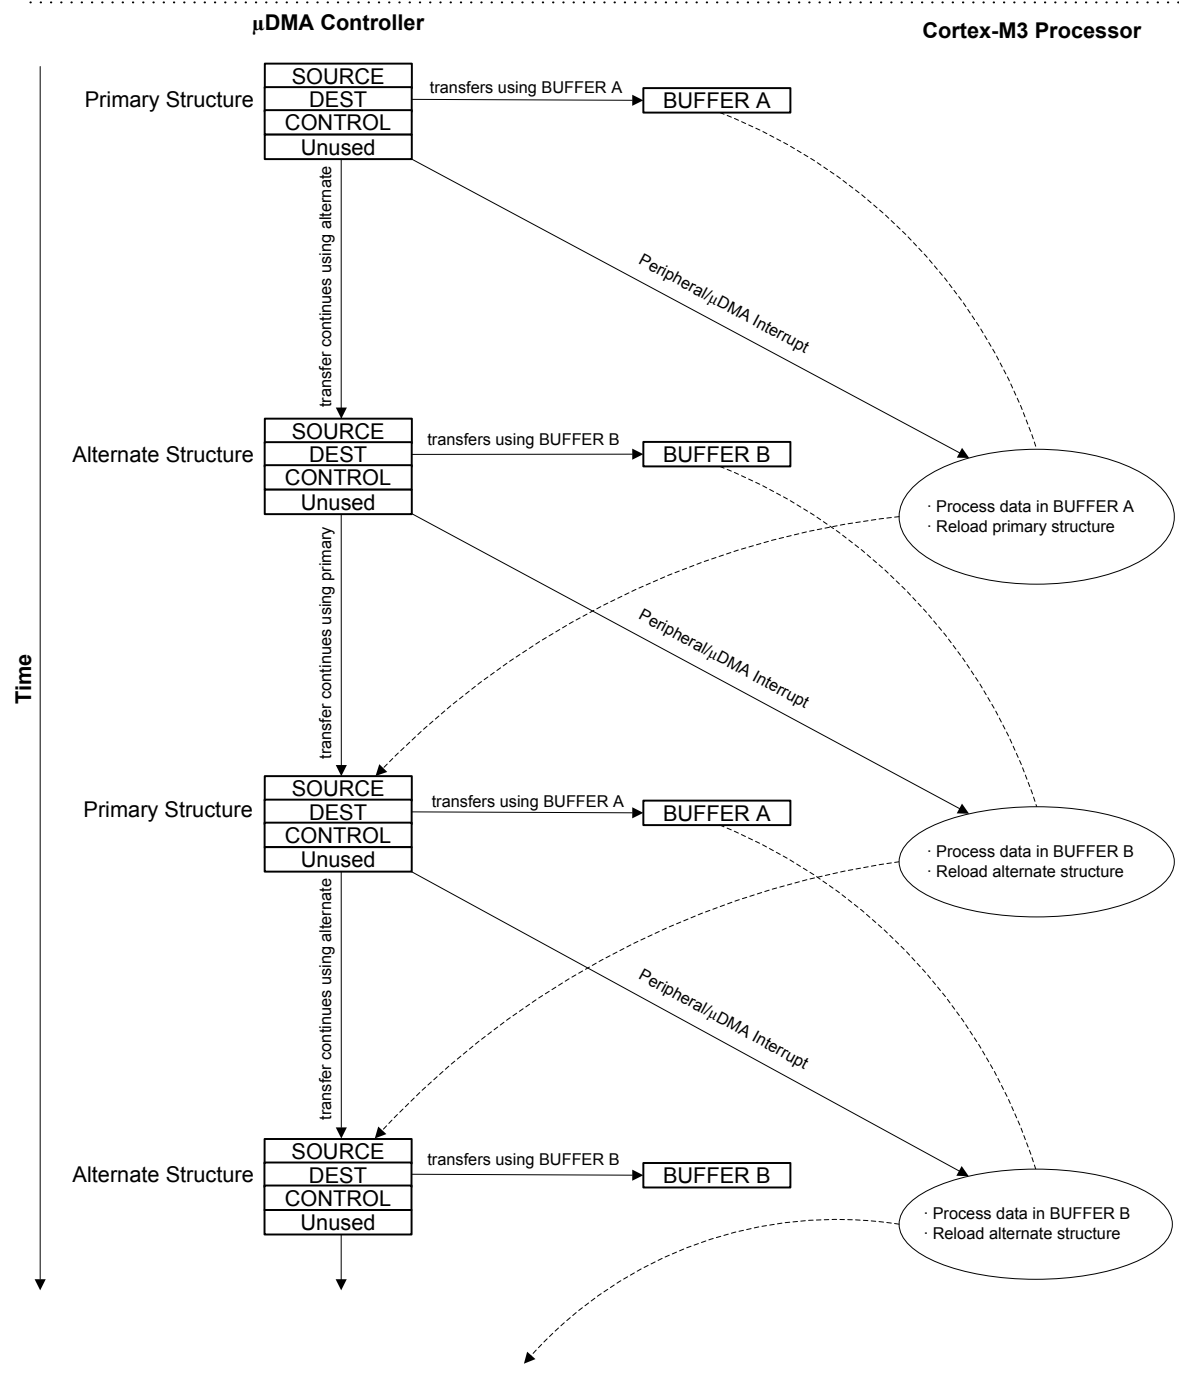 µDMA Controller
Cortex-M3 Processor
Primary Structure
SOURCE
DEST
CONTROL
Unused
transfers using BUFFER A
BUFFER A
transfer continues using alternate
Peripheral/µDMA Interrupt
Alternate Structure
SOURCE
DEST
CONTROL
Unused
transfers using BUFFER B
BUFFER B
· Process data in BUFFER A
· Reload primary structure
transfer continues using primary
Peripheral/µDMA Interrupt
Time
Primary Structure
SOURCE
DEST
CONTROL
Unused
transfers using BUFFER A
BUFFER A
· Process data in BUFFER B
· Reload alternate structure
transfer continues using alternate
Peripheral/µDMA Interrupt
Alternate Structure
SOURCE
DEST
CONTROL
Unused
transfers using BUFFER B
BUFFER B
· Process data in BUFFER B
· Reload alternate structure